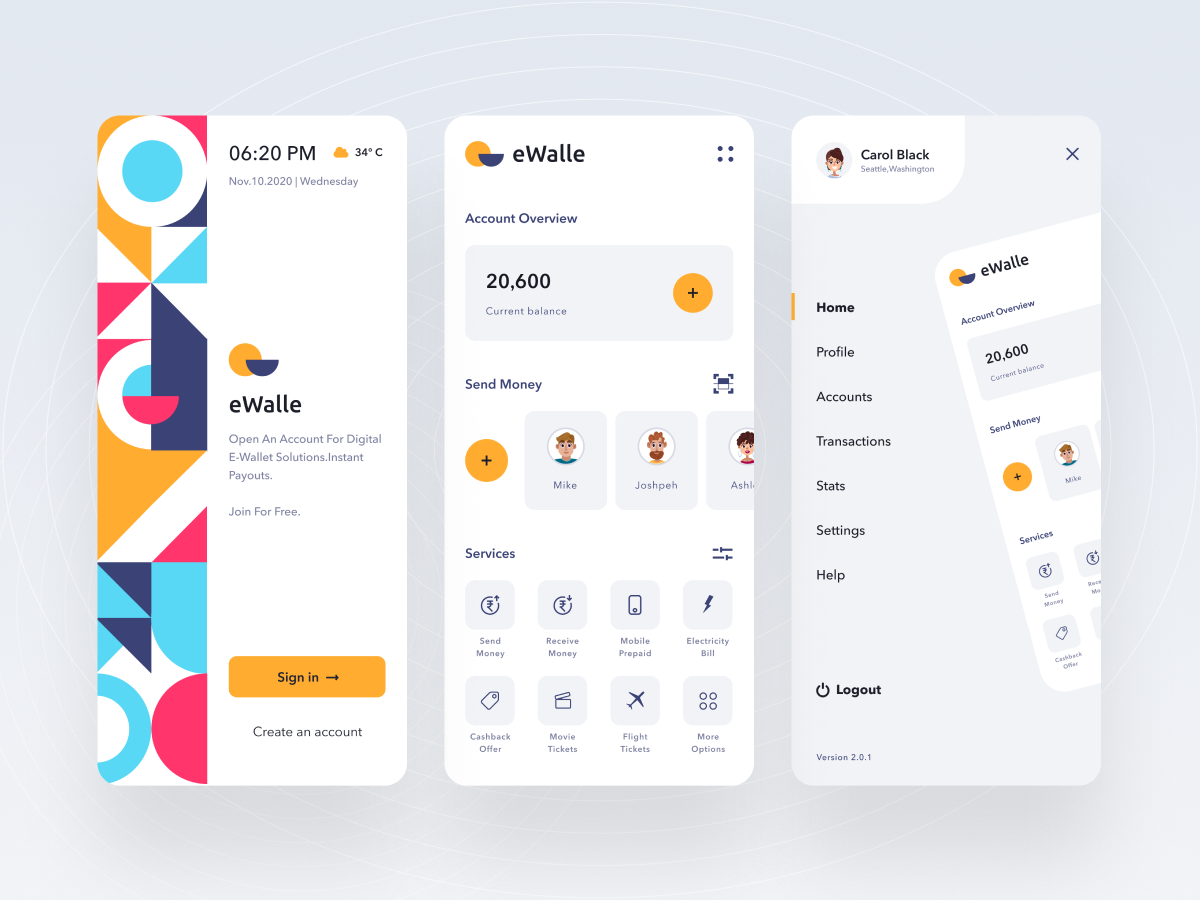 06:20 PM 34° C
Nov.10.2020 | Wednesday
eWalle
Open An Account For Digital
E-Wallet Solutions.Instant
Payouts.
Join For Free.
Sign in
Create an account
eWalle
Account Overview
20,600
Current balance
Send Money
Mike Joshpeh Ashl
Services
Send Receive Mobile Electricity
Money Money Prepaid Bill
Cashback Movie Flight More
Offer Tickets Tickets Options
Carol Black
Seattle,Washington
Home
Profile
Accounts
Transactions
Stats
Settings
Help
Logout
Version 2.0.1
eWalle
Account Overview
20,600
Current balance
Send Money
Mike
Services
Send Rece
Money Mo
Cashback
Offer